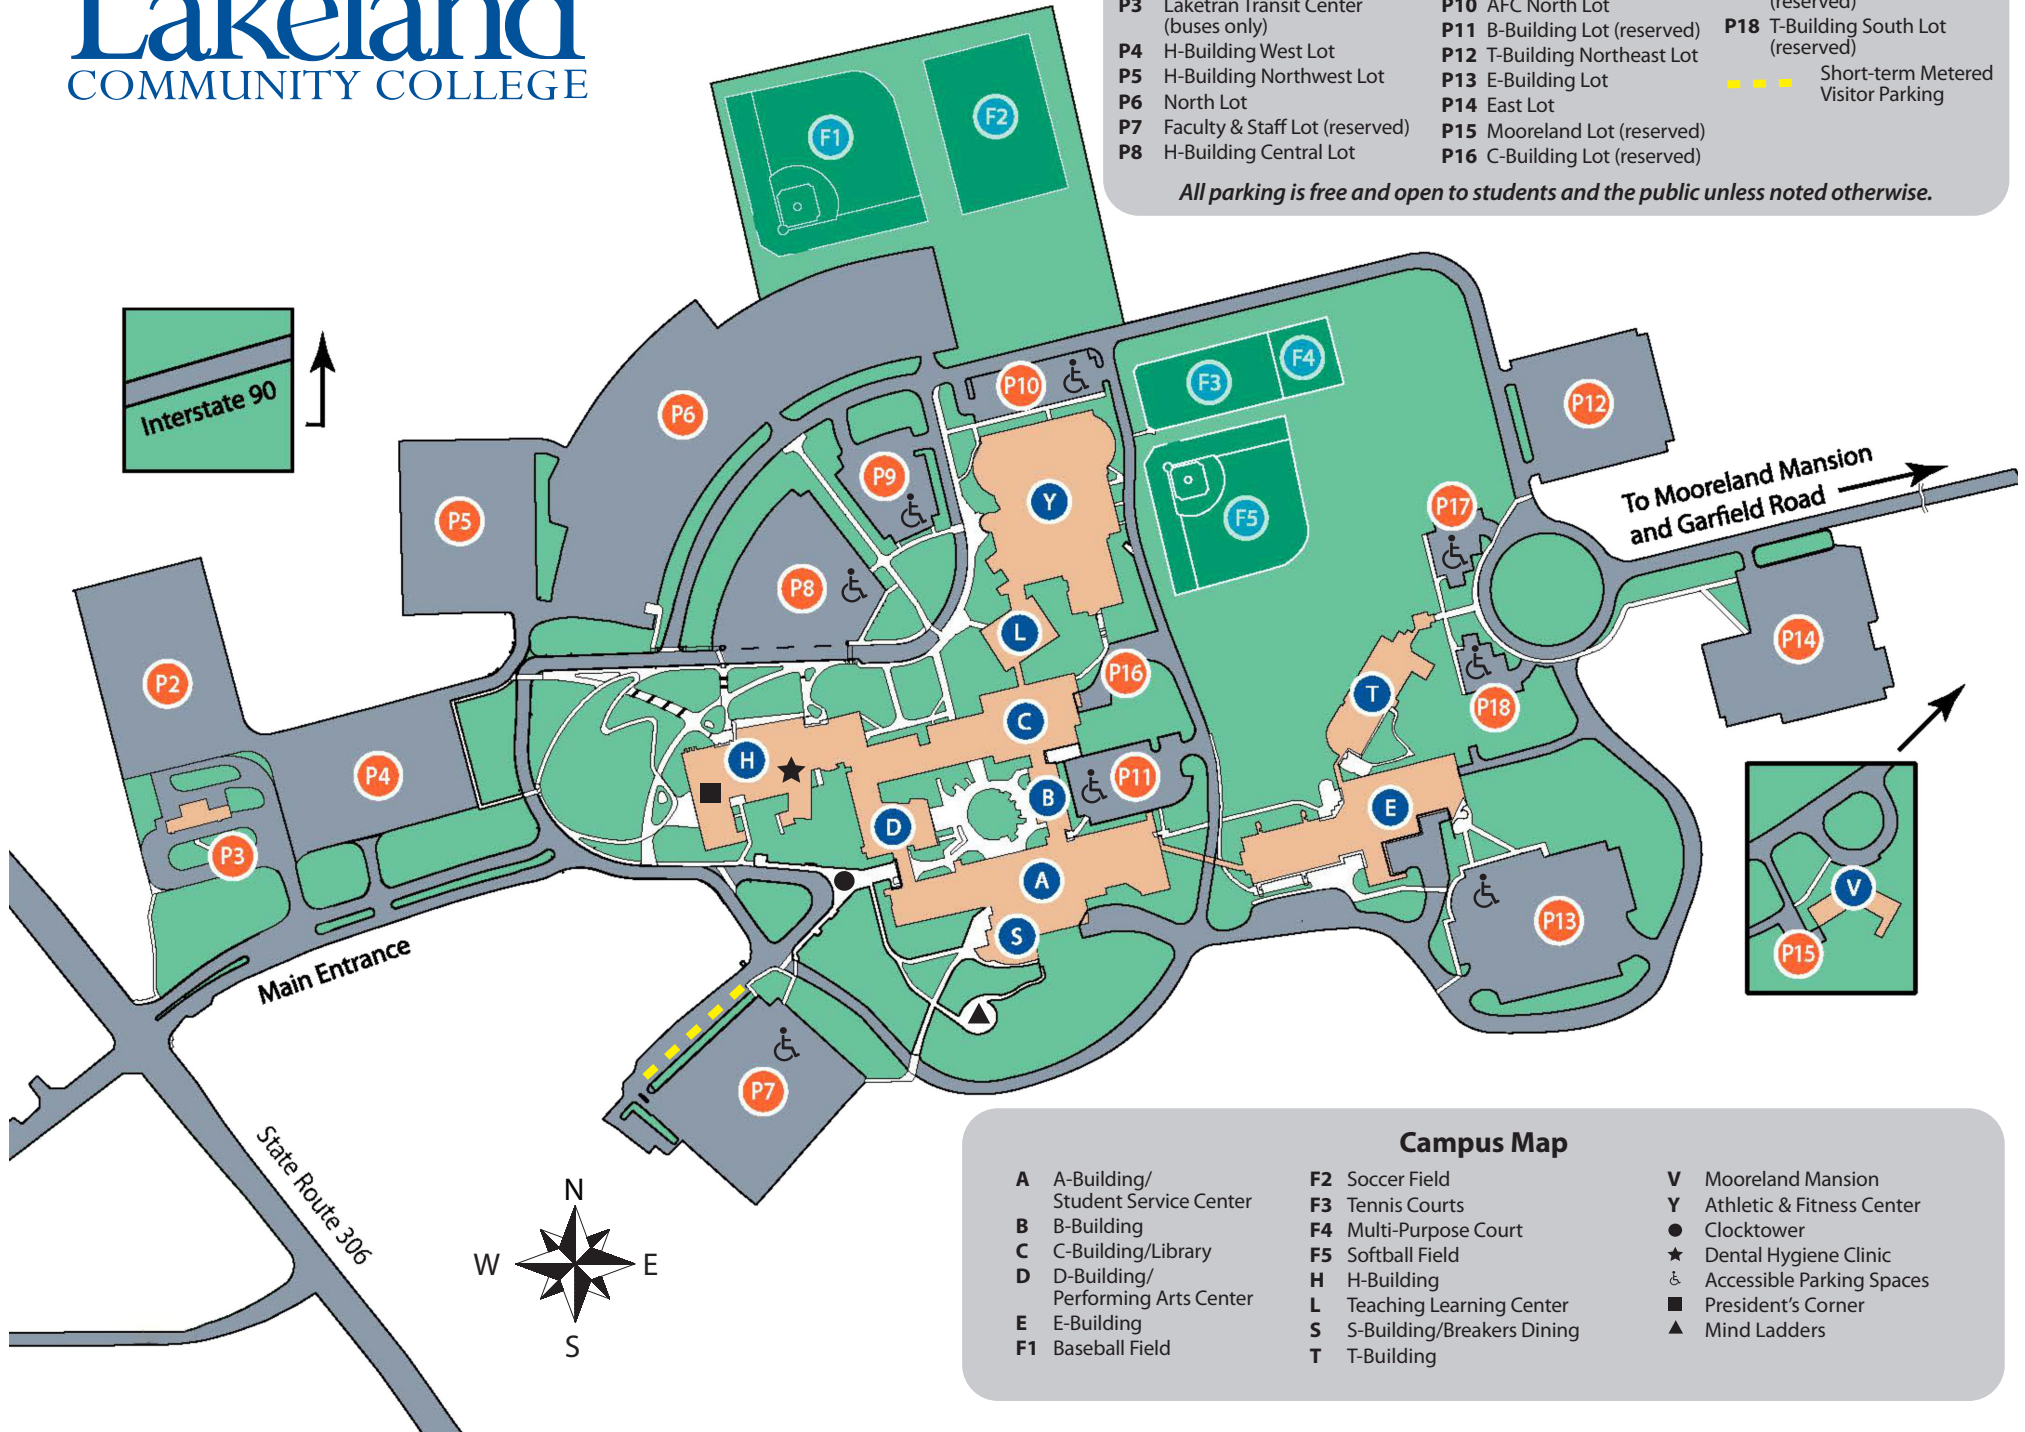 Lakeland
COMMUNITY COLLEGE
P3 Laketran Transit Center
(buses only)
P4 H-Building West Lot
P5 H-Building Northwest Lot
P6 North Lot
P7 Faculty & Staff Lot (reserved)
P8 H-Building Central Lot
P10 AFC North Lot
P11 B-Building Lot (reserved)
P12 T-Building Northeast Lot
P13 E-Building Lot
P14 East Lot
P15 Mooreland Lot (reserved)
P16 C-Building Lot (reserved)
(reserved)
P18 T-Building South Lot
(reserved)
Short-term Metered
Visitor Parking
All parking is free and open to students and the public unless noted otherwise.
F1
F2
Interstate 90
P6
P10
F3
F4
P12
P5
P9
Y
F5
P17
To Mooreland Mansion
and Garfield Road
P8
L
P14
P2
P16
T
P18
C
H
P4
P11
B
D
E
P3
A
V
S
P13
P15
Main Entrance
P7
State Route 306
N
W
E
S
Campus Map
A A-Building/
Student Service Center
B B-Building
C C-Building/Library
D D-Building/
Performing Arts Center
E E-Building
F1 Baseball Field
F2 Soccer Field
F3 Tennis Courts
F4 Multi-Purpose Court
F5 Softball Field
H H-Building
L Teaching Learning Center
S S-Building/Breakers Dining
T T-Building
V Mooreland Mansion
Y Athletic & Fitness Center
Clocktower
Dental Hygiene Clinic
Accessible Parking Spaces
President's Corner
Mind Ladders